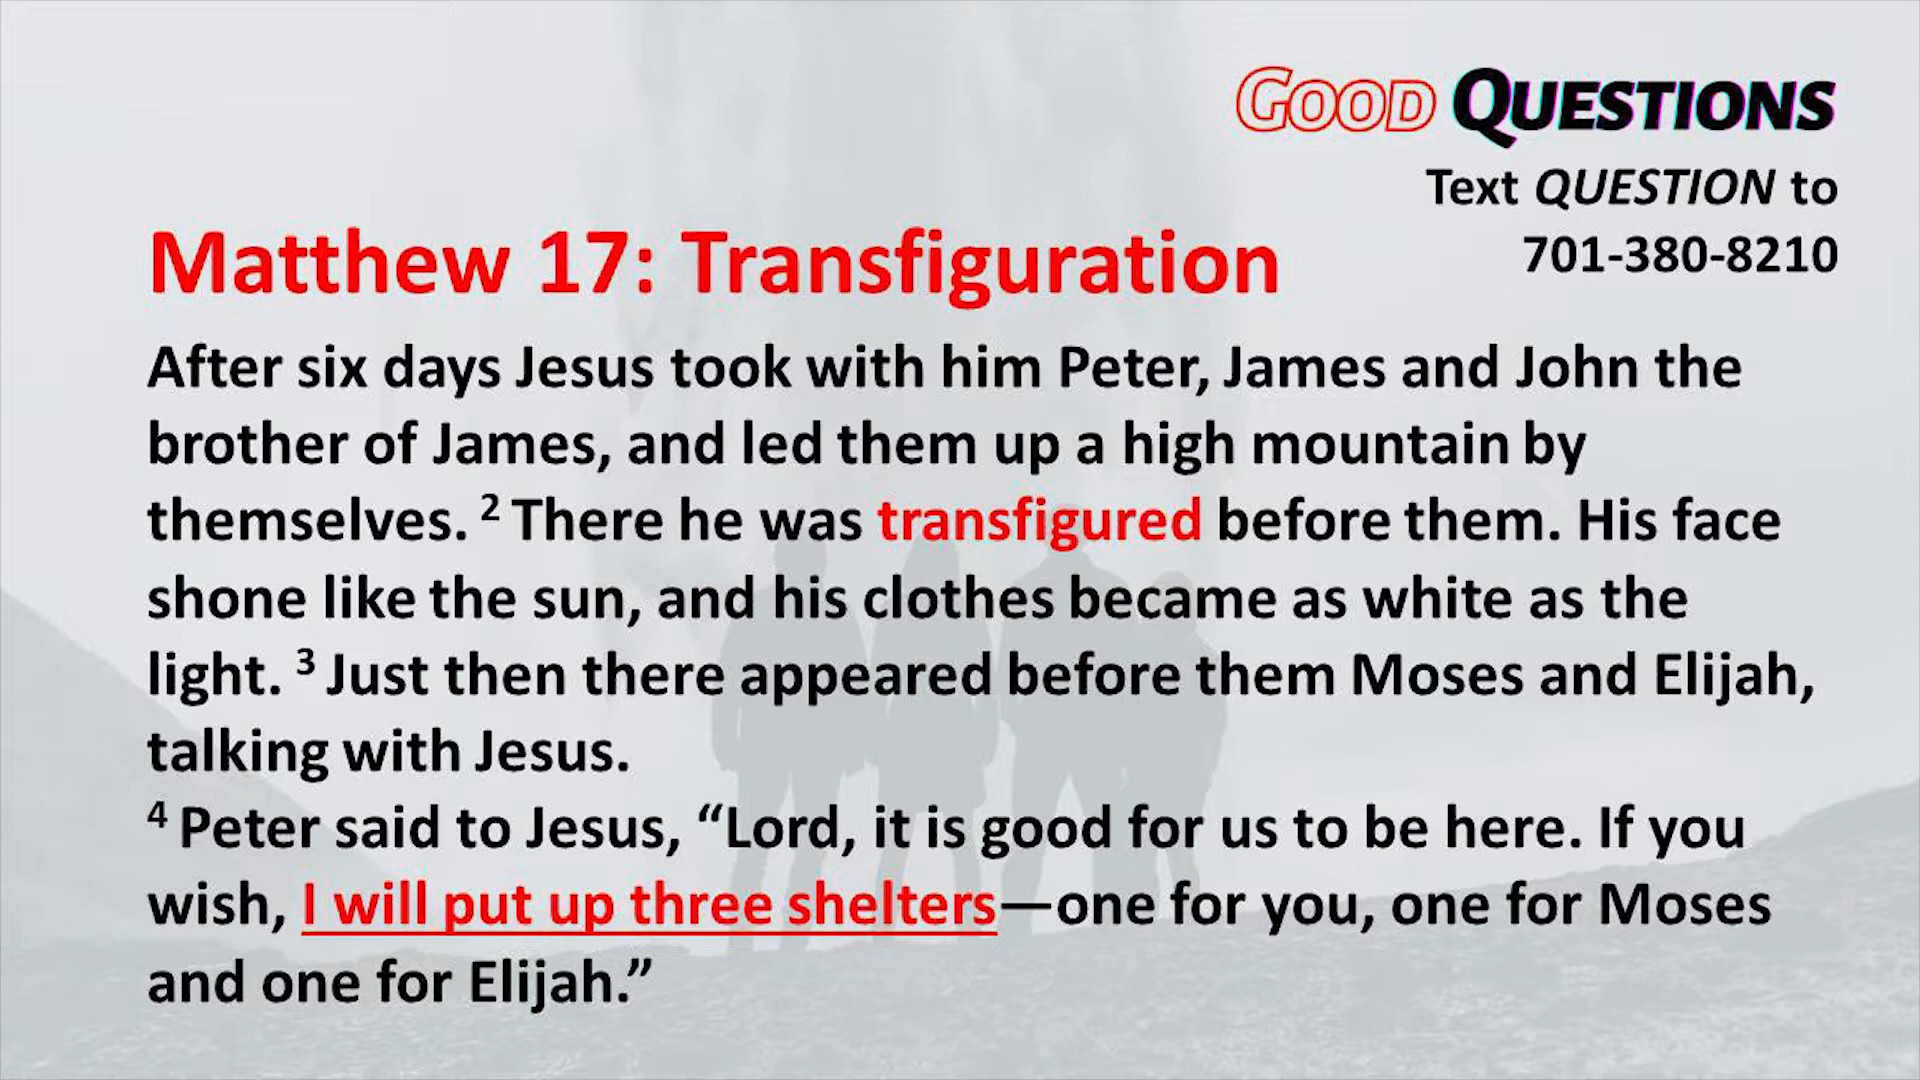 GOOD QUESTIONS
Text QUESTION to
701-380-8210
Matthew 17: Transfiguration
After six days Jesus took with him Peter, James and John the
brother of James, and led them up a high mountain by
themselves. ² There he was transfigured before them. His face
shone like the sun, and his clothes became as white as the
light. ³ Just then there appeared before them Moses and Elijah,
talking with Jesus.
⁴ Peter said to Jesus, “Lord, it is good for us to be here. If you
wish, I will put up three shelters—one for you, one for Moses
and one for Elijah.”